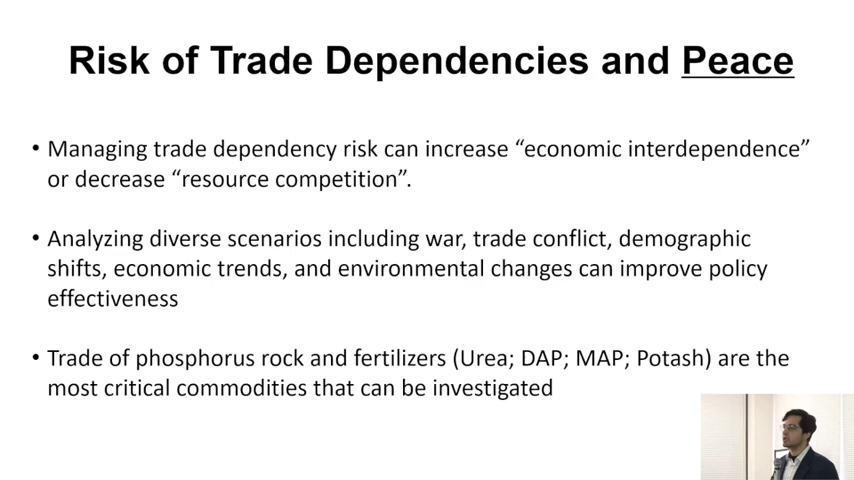 Risk of Trade Dependencies and Peace
• Managing trade dependency risk can increase “economic interdependence”
or decrease “resource competition”.
• Analyzing diverse scenarios including war, trade conflict, demographic
shifts, economic trends, and environmental changes can improve policy
effectiveness
• Trade of phosphorus rock and fertilizers (Urea; DAP; MAP; Potash) are the
most critical commodities that can be investigated